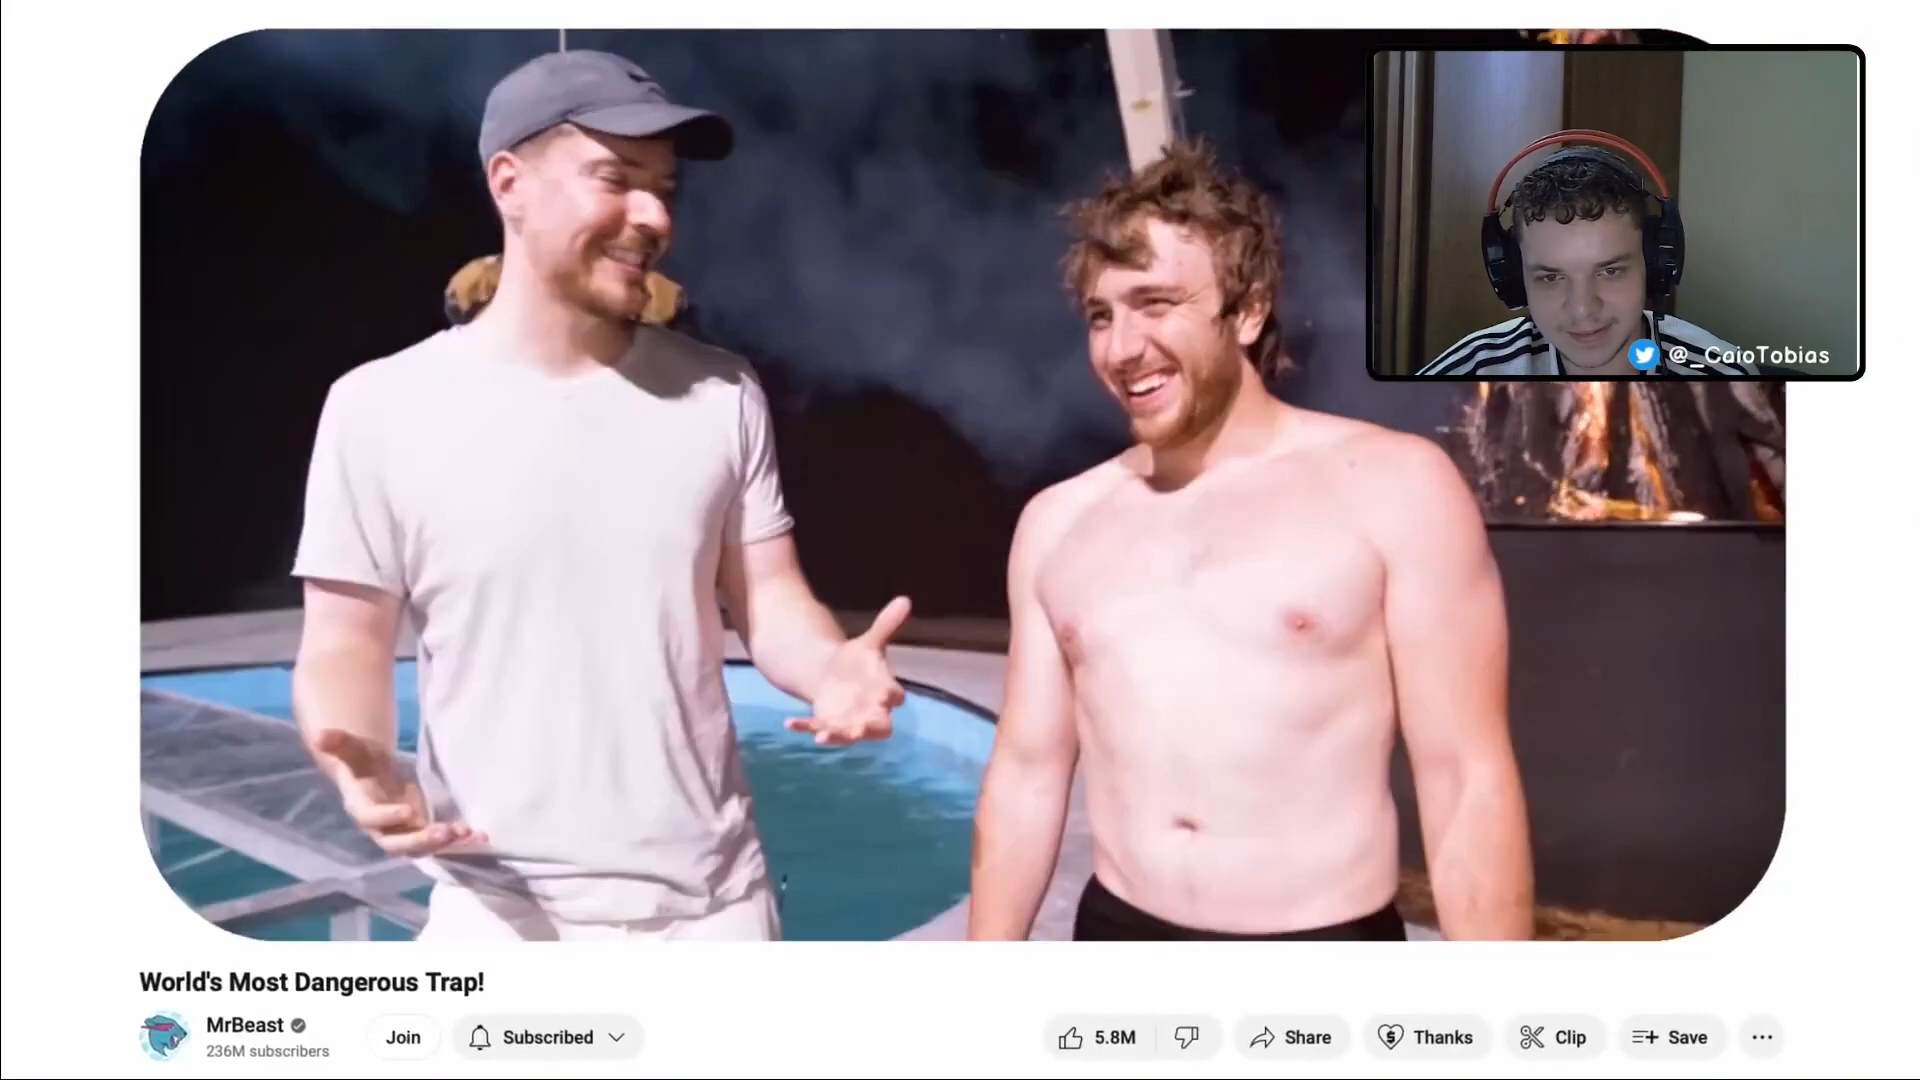 @_CaioTobias
World's Most Dangerous Trap!
MrBeast
236M subscribers
Join
Subscribed
5.8M
Share
Thanks
Clip
Save